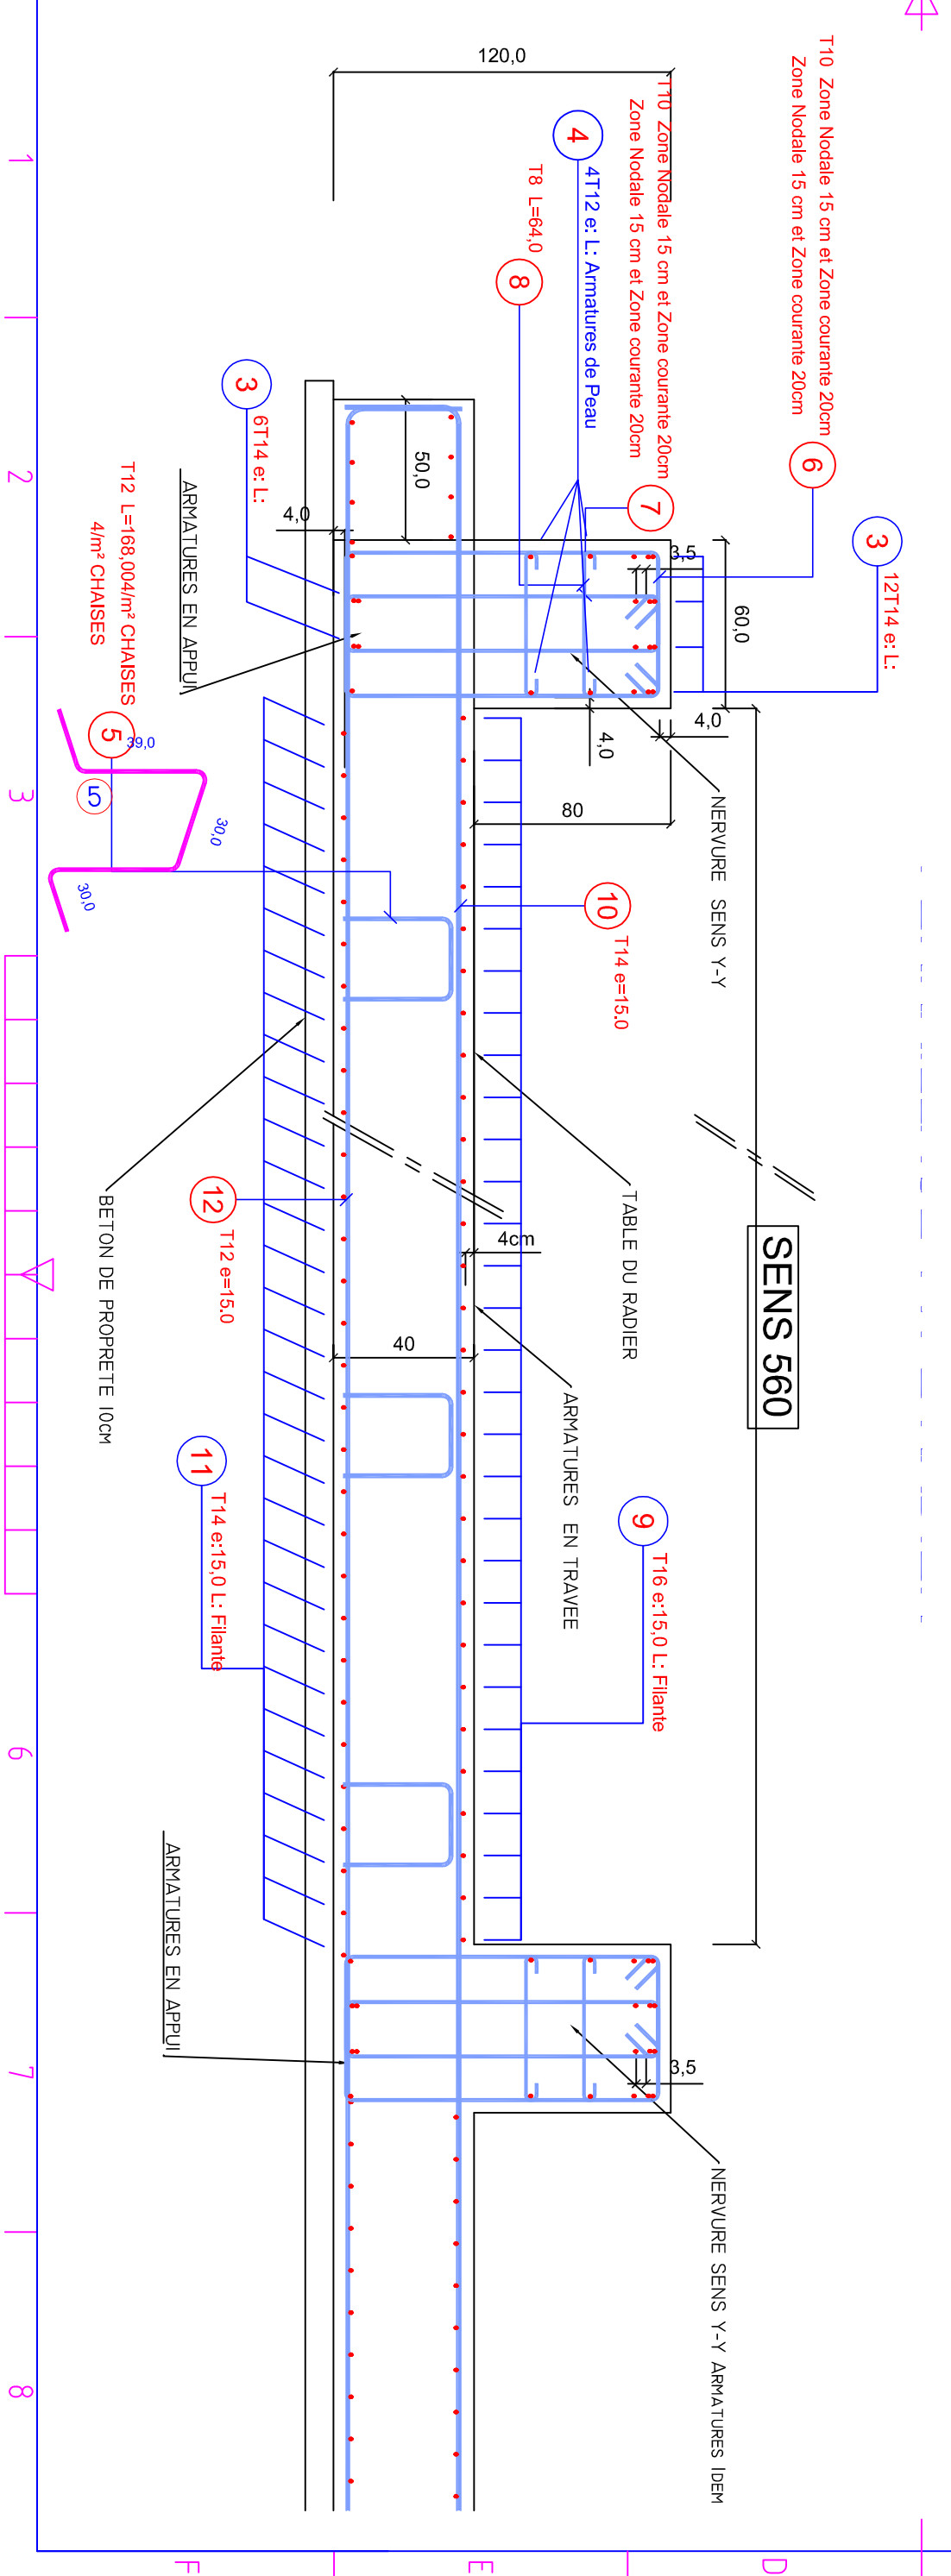 120,0
T10 Zone Nodale 15 cm et Zone courante 20cm
Zone Nodale 15 cm et Zone courante 20cm
6
3
12T14 e: L:
T10 Zone Nodale 15 cm et Zone courante 20cm
Zone Nodale 15 cm et Zone courante 20cm
7
4
4T12 e: L: Armatures de Peau
T8 L=64,0
8
3
6T14 e: L:
50,0
4,0
3,5
60,0
4,0
4,0
80
ARMATURES EN APPUI
NERVURE SENS Y-Y
T12 L=168,004/m² CHAISES
4/m² CHAISES
5
39,0
5
30,0
30,0
10
T14 e=15.0
BETON DE PROPRETE 10CM
12
T12 e=15.0
TABLE DU RADIER
4cm
40
SENS 560
ARMATURES EN TRAVEE
11
T14 e:15,0 L: Filante
9
T16 e:15,0 L: Filante
ARMATURES EN APPUI
3,5
NERVURE SENS Y-Y ARMATURES IDEM
1
2
3
6
7
8
F
E
D